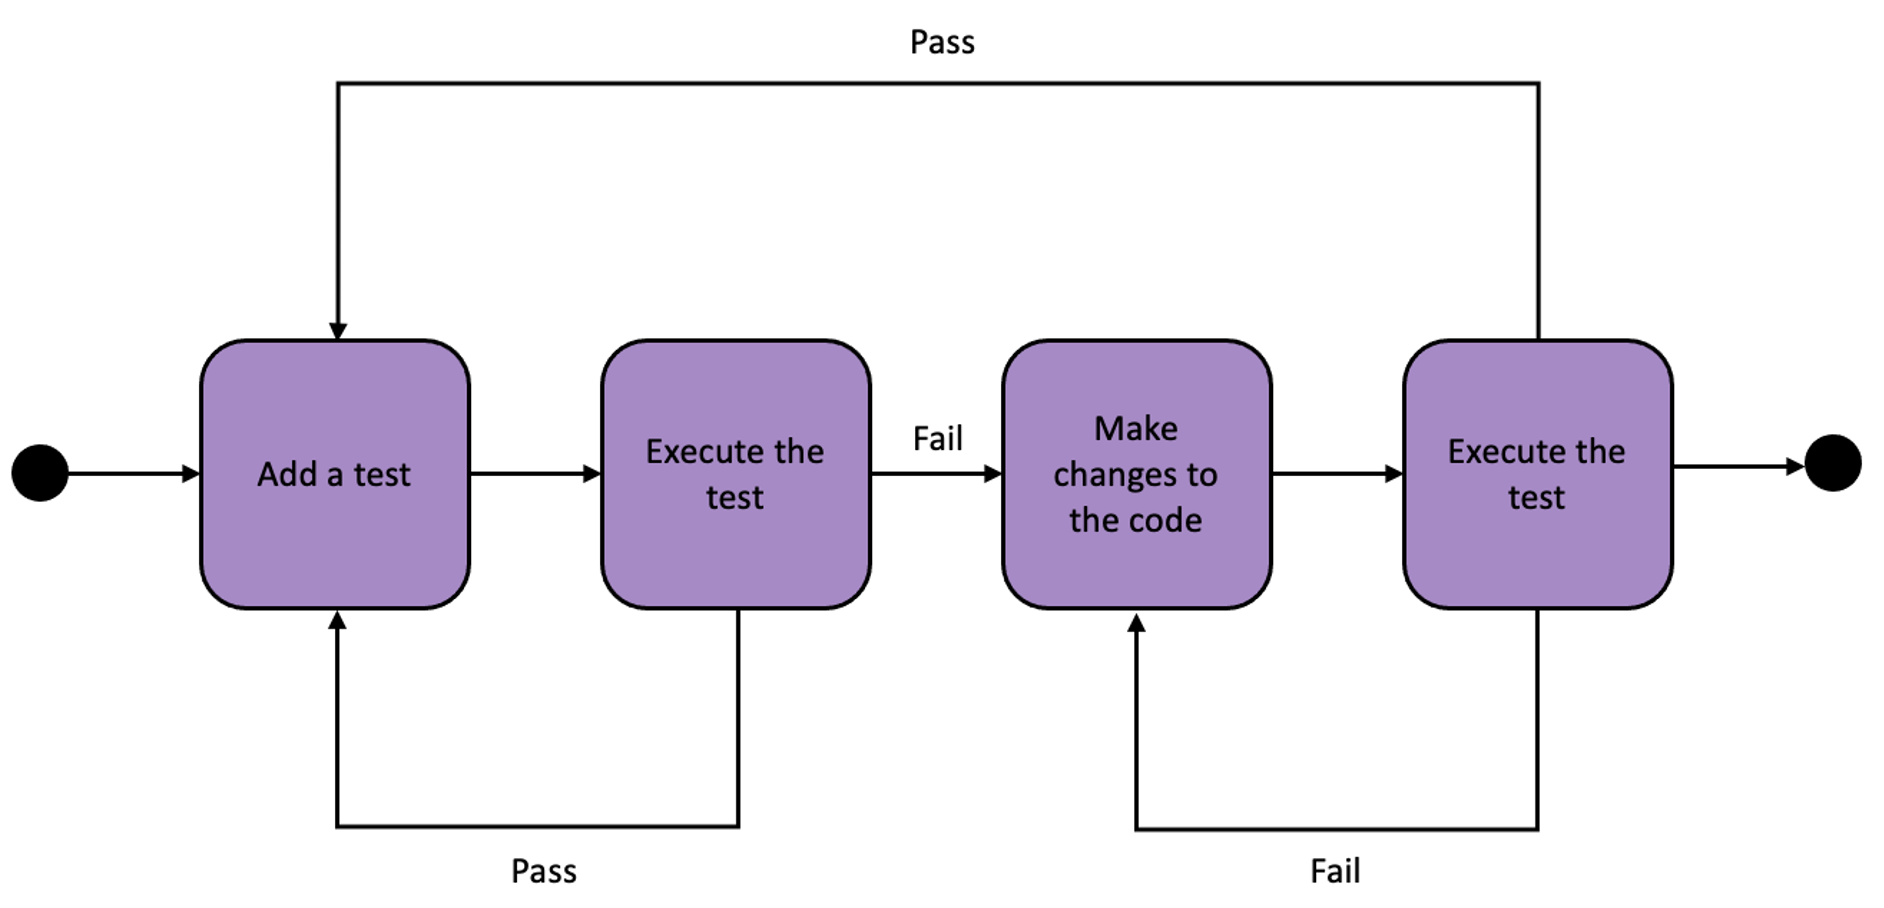 Pass
Add a test
Execute the
test
Fail
Make
changes to
the code
Execute the
test
Pass
Fail